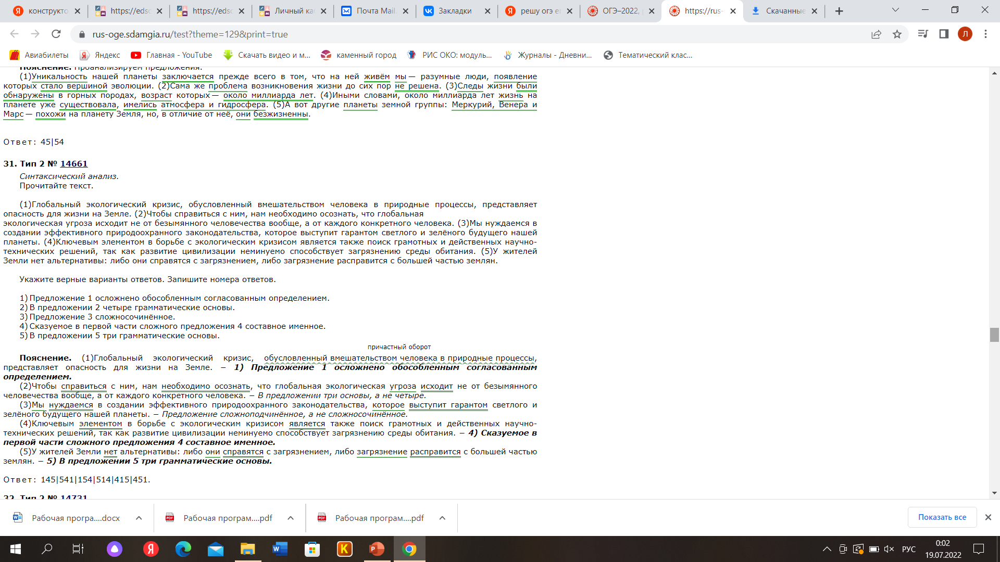 конструкто
https://edsc
https://edsc
Личный ка
Почта Mail.
Закладки
решу огэ е
ОГЭ–2022,
https://rus-
Скачанные
rus-oge.sdamgia.ru/test?theme=129&print=true
Л
Авиабилеты
Яндекс
Главная - YouTube
Скачать видео и м...
каменный город
РИС ОКО: модуль...
Журналы - Дневни...
Тематический клас...
Пояснение. Проанализируем предложения.
(1)Уникальность нашей планеты заключается прежде всего в том, что на ней живём мы — разумные люди, появление
которых стало вершиной эволюции. (2)Сама же проблема возникновения жизни до сих пор не решена. (3)Следы жизни были
обнаружены в горных породах, возраст которых — около миллиарда лет. (4)Иными словами, около миллиарда лет жизнь на
планете уже существовала, имелись атмосфера и гидросфера. (5)А вот другие планеты земной группы: Меркурий, Венера и
Марс — похожи на планету Земля, но, в отличие от неё, они безжизненны.
Ответ: 45|54
31. Тип 2 № 14661
Синтаксический анализ.
Прочитайте текст.
(1)Глобальный экологический кризис, обусловленный вмешательством человека в природные процессы, представляет
опасность для жизни на Земле. (2)Чтобы справиться с ним, нам необходимо осознать, что глобальная
экологическая угроза исходит не от безымянного человечества вообще, а от каждого конкретного человека. (3)Мы нуждаемся в
создании эффективного природоохранного законодательства, которое выступит гарантом светлого и зелёного будущего нашей
планеты. (4)Ключевым элементом в борьбе с экологическим кризисом является также поиск грамотных и действенных научно-
технических решений, так как развитие цивилизации неминуемо способствует загрязнению среды обитания. (5)У жителей
Земли нет альтернативы: либо они справятся с загрязнением, либо загрязнение расправится с большей частью землян.
Укажите верные варианты ответов. Запишите номера ответов.
1) Предложение 1 осложнено обособленным согласованным определением.
2) В предложении 2 четыре грамматические основы.
3) Предложение 3 сложносочинённое.
4) Сказуемое в первой части сложного предложения 4 составное именное.
5) В предложении 5 три грамматические основы.
причастный оборот
Пояснение. (1)Глобальный экологический кризис, обусловленный вмешательством человека в природные процессы,
представляет опасность для жизни на Земле. − 1) Предложение 1 осложнено обособленным согласованным
определением.
(2)Чтобы справиться с ним, нам необходимо осознать, что глобальная экологическая угроза исходит не от безымянного
человечества вообще, а от каждого конкретного человека. − В предложении три основы, а не четыре.
(3)Мы нуждаемся в создании эффективного природоохранного законодательства, которое выступит гарантом светлого и
зелёного будущего нашей планеты. − Предложение сложноподчинённое, а не сложносочинённое.
(4)Ключевым элементом в борьбе с экологическим кризисом является также поиск грамотных и действенных научно-
технических решений, так как развитие цивилизации неминуемо способствует загрязнению среды обитания. − 4) Сказуемое в
первой части сложного предложения 4 составное именное.
(5)У жителей Земли нет альтернативы: либо они справятся с загрязнением, либо загрязнение расправится с большей частью
землян. − 5) В предложении 5 три грамматические основы.
Ответ: 145|541|154|514|415|451.
32. Тип 2 № 14731
Рабочая програ....docx
Рабочая програм....pdf
Рабочая програм....pdf
Показать все
РУС
0:02
19.07.2022